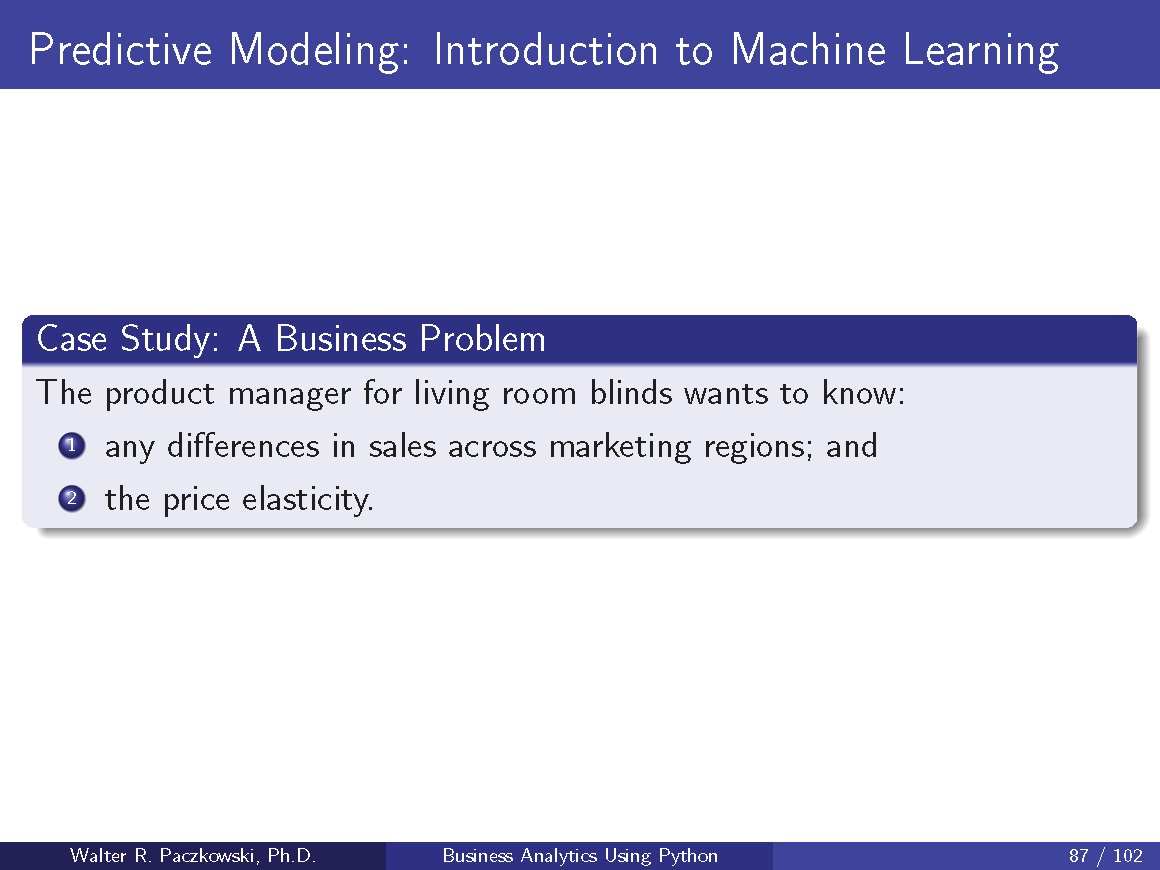 Predictive Modeling: Introduction to Machine Learning
Case Study: A Business Problem
The product manager for living room blinds wants to know:
1 any differences in sales across marketing regions; and
2 the price elasticity.
Walter R. Paczkowski, Ph.D. Business Analytics Using Python 87 / 102